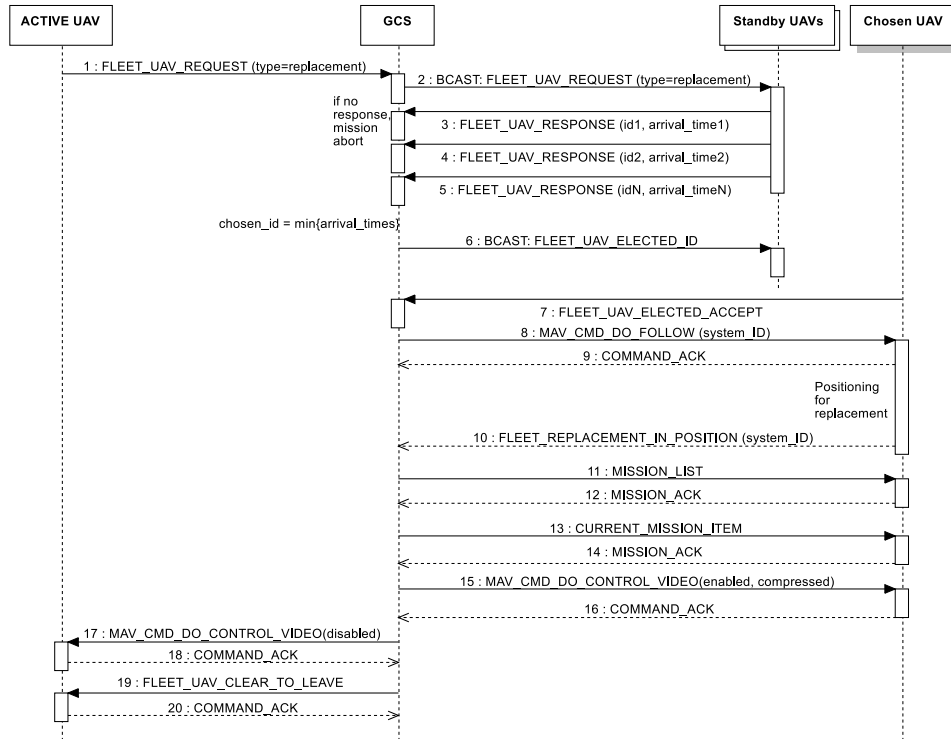 ACTIVE UAV
GCS
Standby UAVs
Chosen UAV
1 : FLEET_UAV_REQUEST (type=replacement)
2 : BCAST: FLEET_UAV_REQUEST (type=replacement)
if no
response,
mission
abort
3 : FLEET_UAV_RESPONSE (id1, arrival_time1)
4 : FLEET_UAV_RESPONSE (id2, arrival_time2)
5 : FLEET_UAV_RESPONSE (idN, arrival_timeN)
chosen_id = min{arrival_times}
6 : BCAST: FLEET_UAV_ELECTED_ID
7 : FLEET_UAV_ELECTED_ACCEPT
8 : MAV_CMD_DO_FOLLOW (system_ID)
9 : COMMAND_ACK
Positioning
for
replacement
10 : FLEET_REPLACEMENT_IN_POSITION (system_ID)
11 : MISSION_LIST
12 : MISSION_ACK
13 : CURRENT_MISSION_ITEM
14 : MISSION_ACK
15 : MAV_CMD_DO_CONTROL_VIDEO(enabled, compressed)
16 : COMMAND_ACK
17 : MAV_CMD_DO_CONTROL_VIDEO(disabled)
18 : COMMAND_ACK
19 : FLEET_UAV_CLEAR_TO_LEAVE
20 : COMMAND_ACK